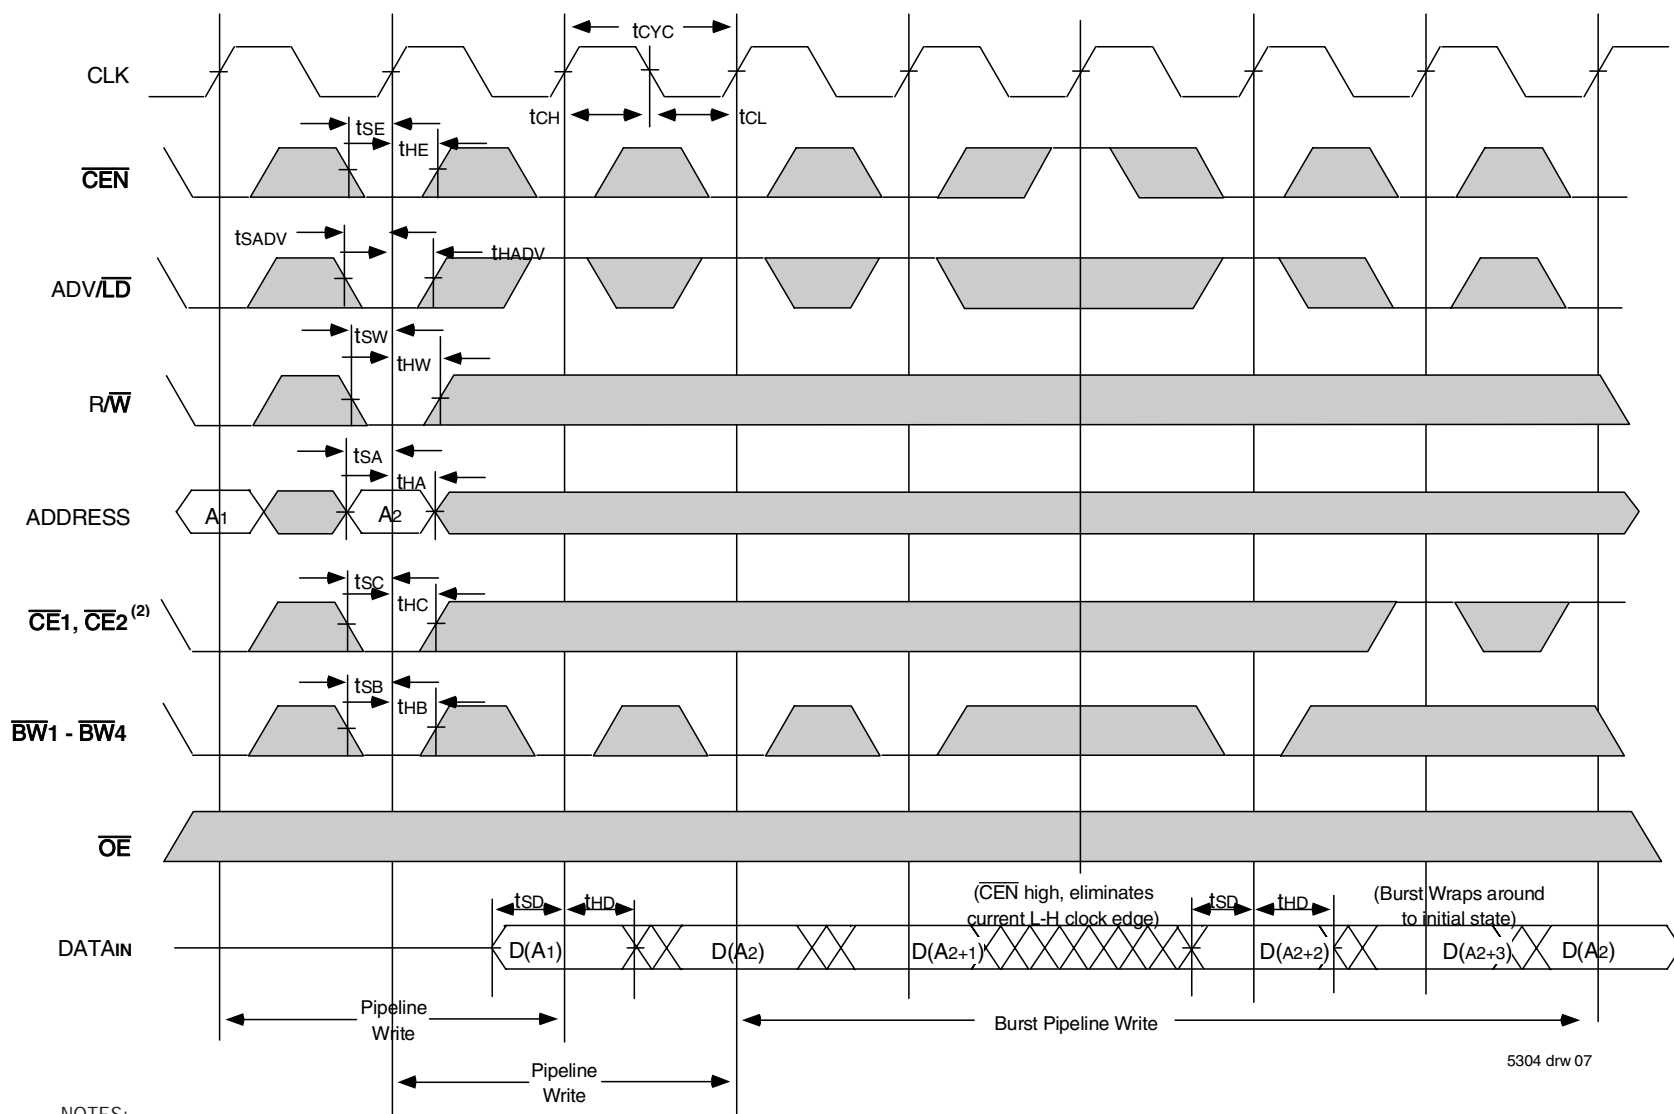 tCYC
CLK
tCH
tCL
tSE
tHE
CEN
tSADV
tHADV
ADV/LD
tSW
tHW
R/W
tSA
tHA
ADDRESS
A1
A2
tSC
tHC
CE1, CE2 (2)
tSB
tHB
BW1 - BW4
OE
(CEN high, eliminates
current L-H clock edge)
(Burst Wraps around
to initial state)
tSD
tHD
tSD
tHD
DATAIN
D(A1)
D(A2)
D(A2+1)
D(A2+2)
D(A2+3)
D(A2)
Pipeline
Write
Burst Pipeline Write
5304 drw 07
Pipeline
Write
NOTES: